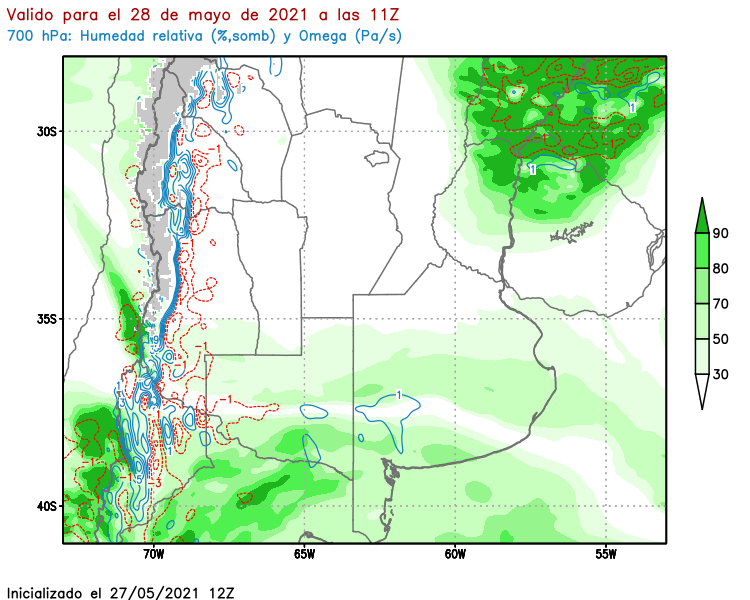 Valido para el 28 de mayo de 2021 a las 11Z
700 hPa: Humedad relativa (%,somb) y Omega (Pa/s)
30S
35S
40S
70W
65W
60W
55W
90
80
70
50
30
1
1
1
-1
-1
-1
-3
1
Inicializado el 27/05/2021 12Z